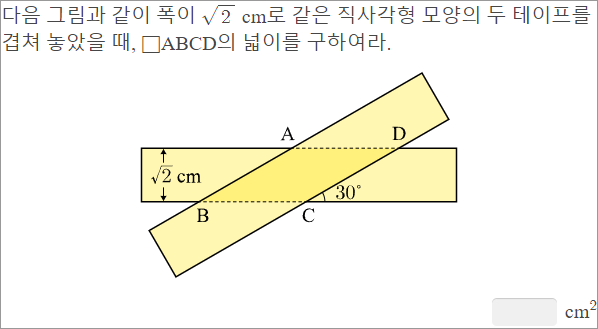 다음 그림과 같이 폭이 √2 cm로 같은 직사각형 모양의 두 테이프를
겹쳐 놓았을 때, □ABCD의 넓이를 구하여라.
A D
√2 cm
30°
B C
cm²